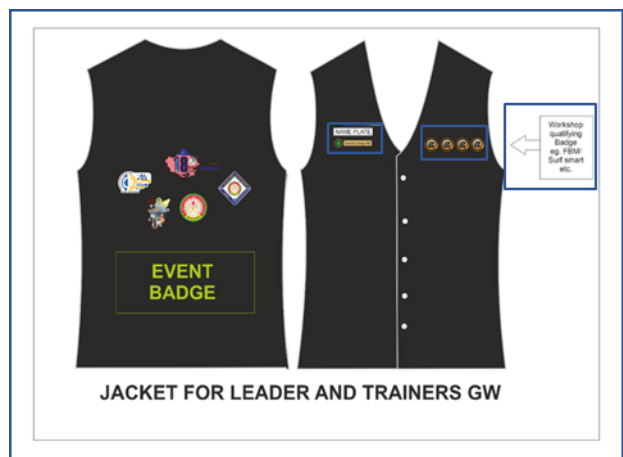 NAME PLATE
Workshop
qualifying
Badge
eg. FBM/
Surf smart
etc.
EVENT
BADGE
JACKET FOR LEADER AND TRAINERS GW